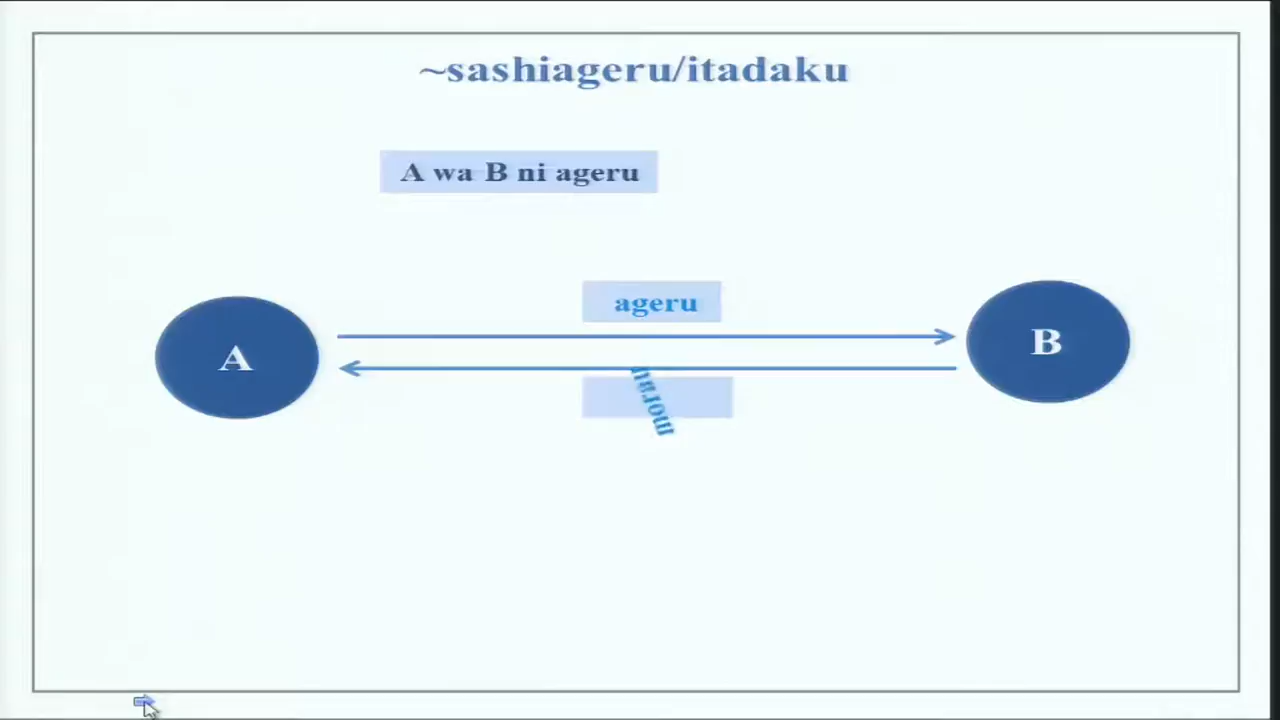 ~sashiageru/itadaku
A wa B ni ageru
ageru
A
B
morau